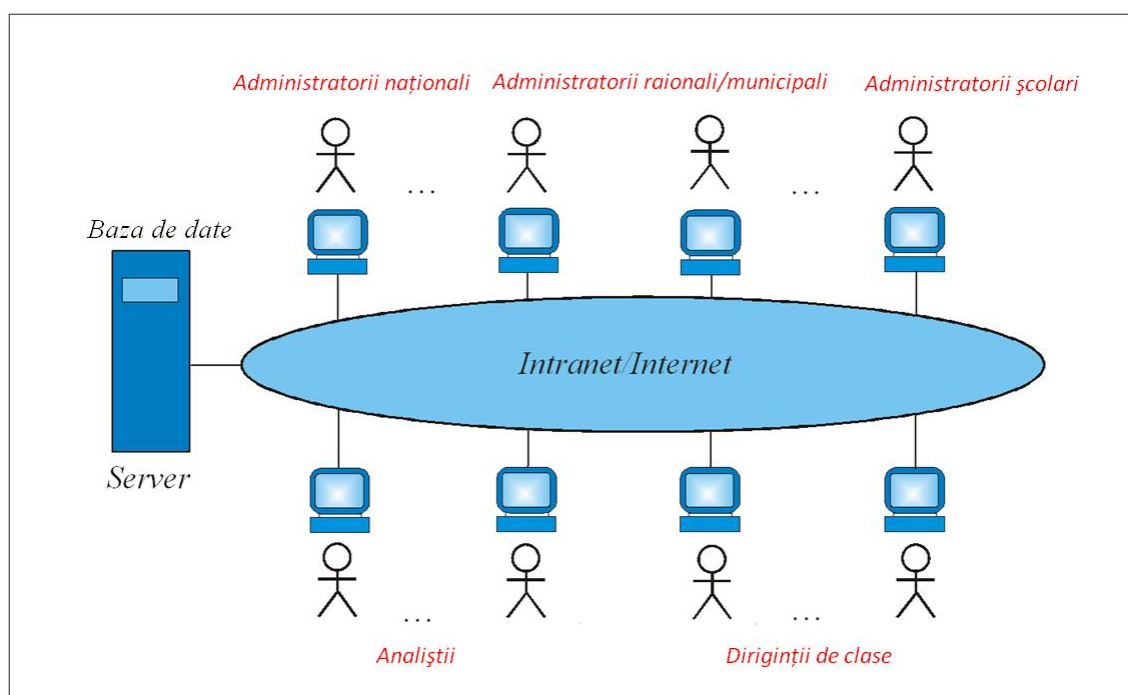 Administratorii naționali
Administratorii raionali/municipali
Administratorii şcolari
... ...
Baza de date
Intranet/Internet
Server
... ...
Analiştii
Diriginții de clase